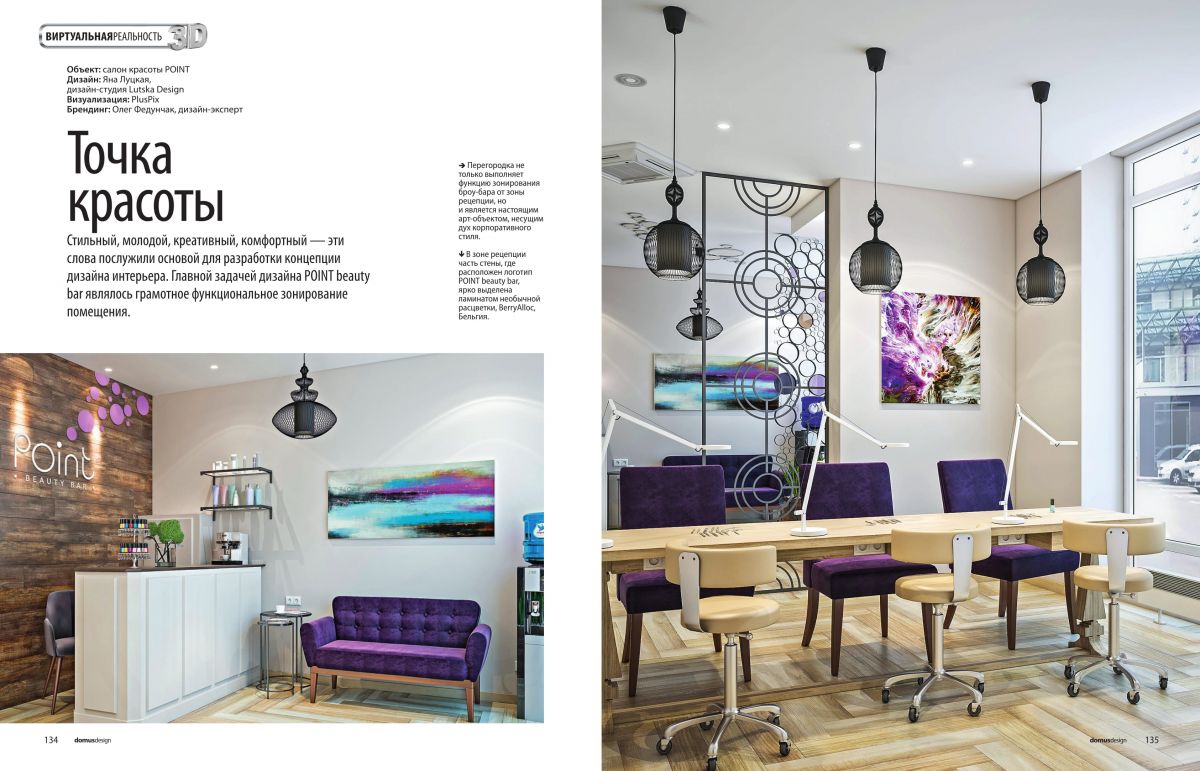 ВИРТУАЛЬНАЯРЕАЛЬНОСТЬ 3D
Объект: салон красоты POINT
Дизайн: Яна Луцкая,
дизайн-студия Lutska Design
Визуализация: PlusPix
Брендинг: Олег Федунчак, дизайн-эксперт
Точка
красоты
Стильный, молодой, креативный, комфортный — эти
слова послужили основой для разработки концепции
дизайна интерьера. Главной задачей дизайна POINT beauty
bar являлось грамотное функциональное зонирование
помещения.
→ Перегородка не
только выполняет
функцию зонирования
броу-бара от зоны
рецепции, но
и является настоящим
арт-объектом, несущим
дух корпоративного
стиля.
↓ В зоне рецепции
часть стены, где
расположен логотип
POINT beauty bar,
ярко выделена
ламинатом необычной
расцветки, BerryAlloc,
Бельгия.
POint
BEAUTY BAR
134 domusdesign
domusdesign 135